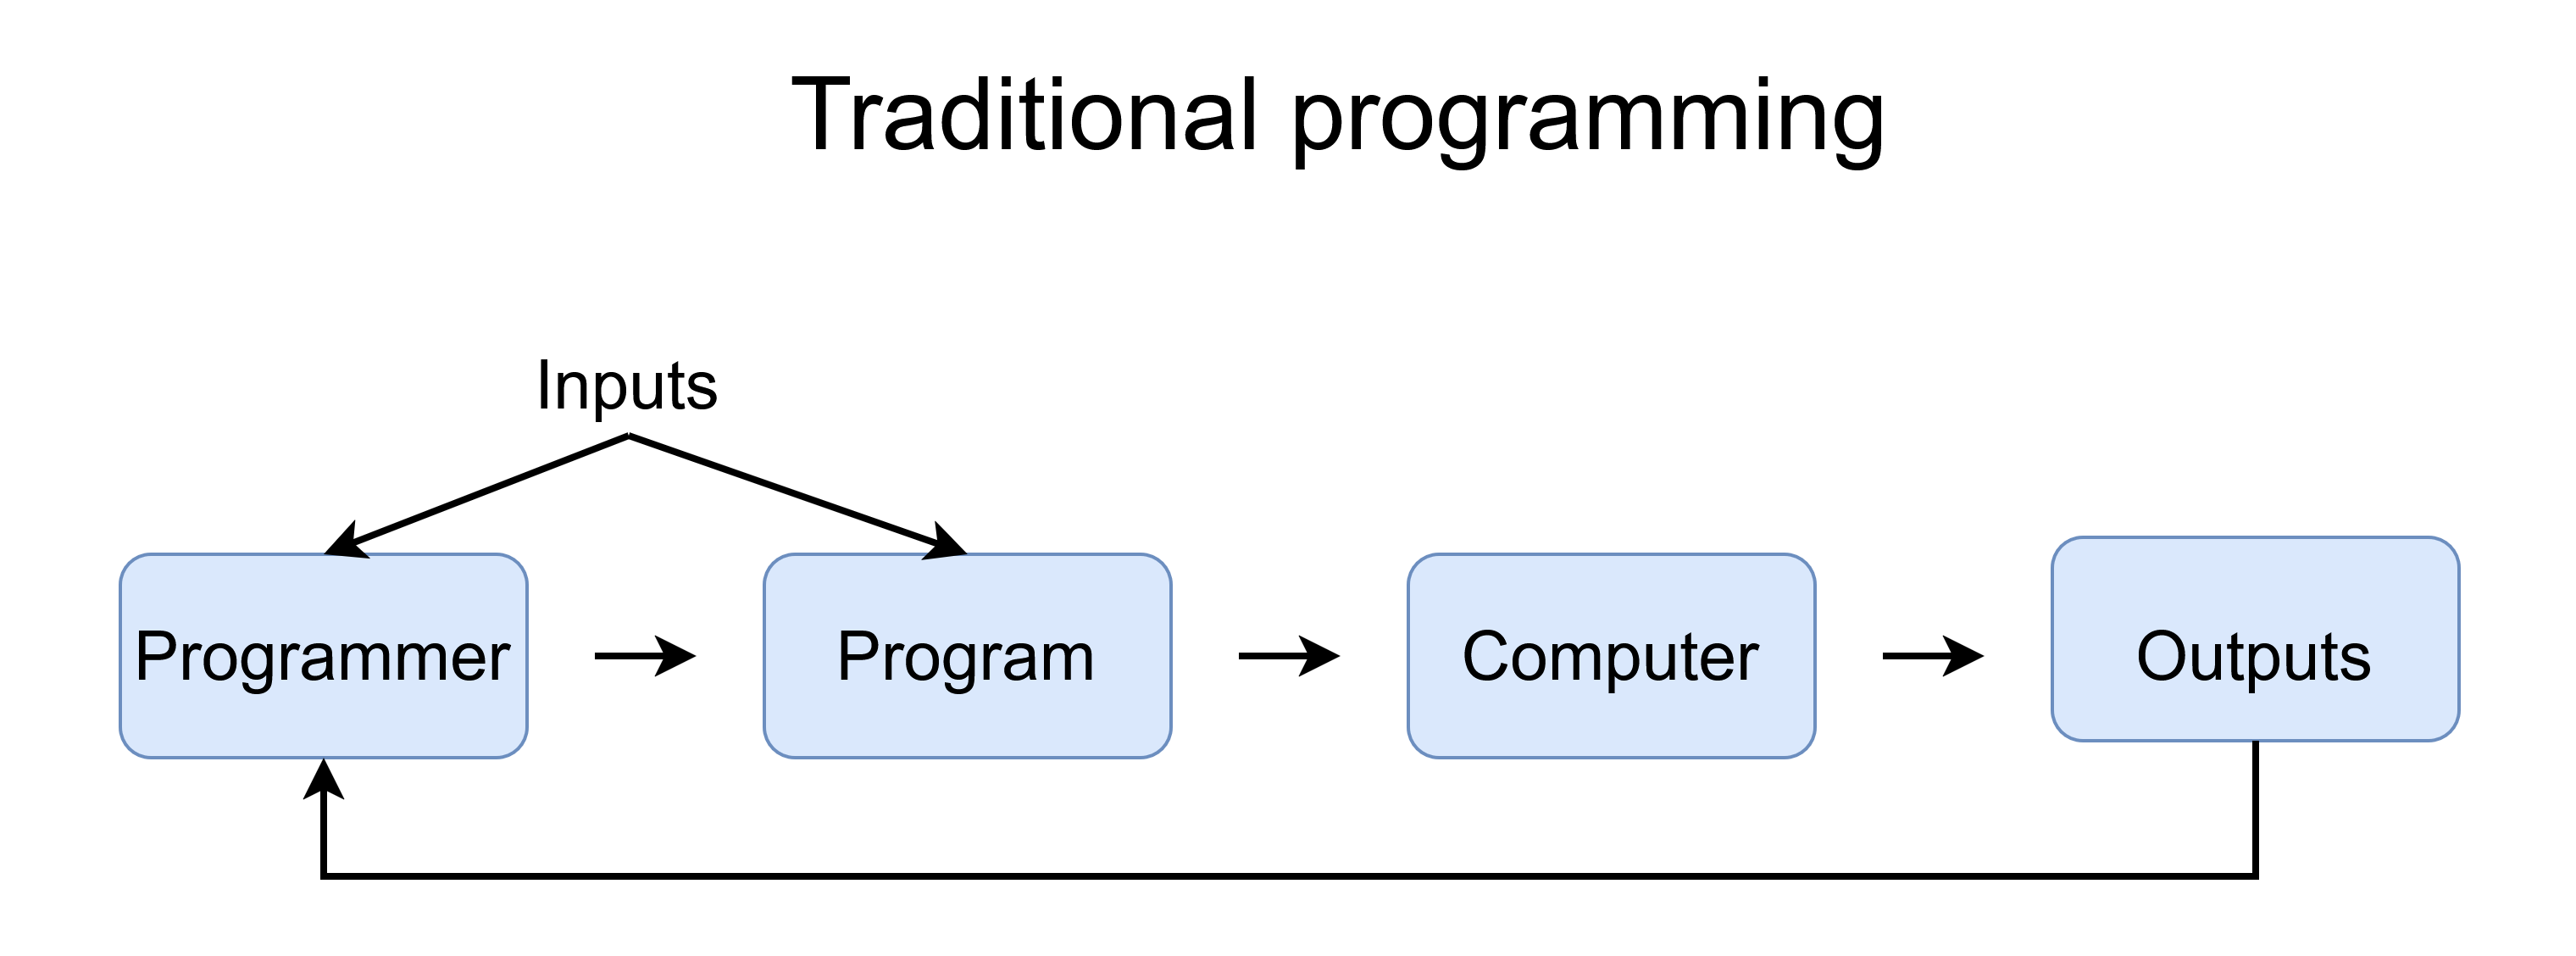 Traditional programming
Inputs
Programmer
Program
Computer
Outputs